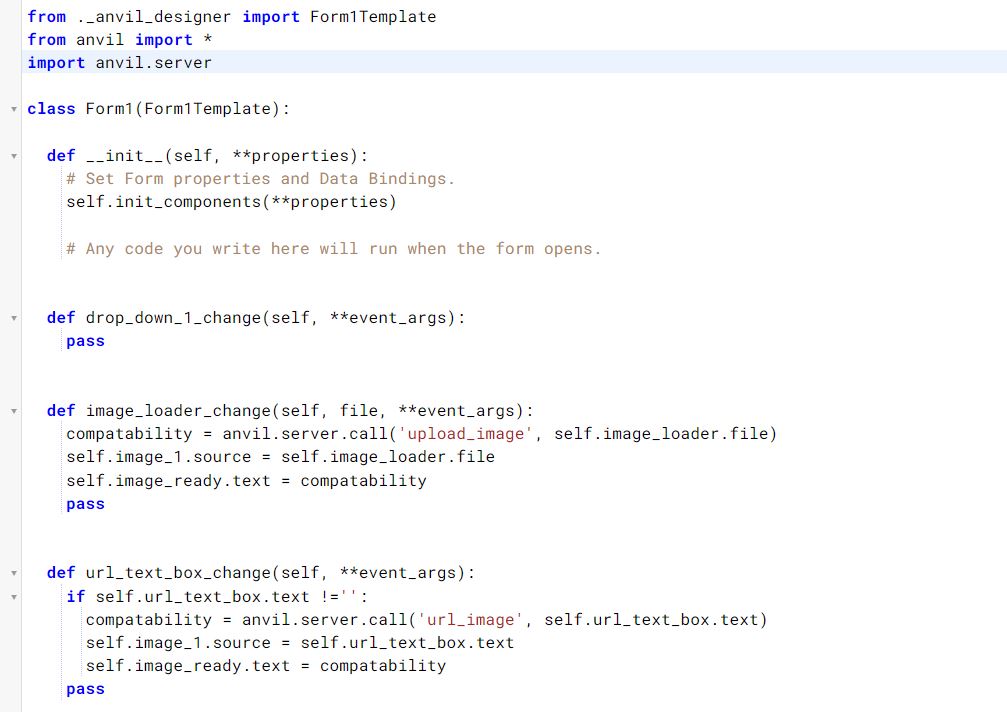 from ._anvil_designer import Form1Template
from anvil import *
import anvil.server
class Form1(Form1Template):
def __init__(self, **properties):
# Set Form properties and Data Bindings.
self.init_components(**properties)
# Any code you write here will run when the form opens.
def drop_down_1_change(self, **event_args):
pass
def image_loader_change(self, file, **event_args):
compatability = anvil.server.call('upload_image', self.image_loader.file)
self.image_1.source = self.image_loader.file
self.image_ready.text = compatability
pass
def url_text_box_change(self, **event_args):
if self.url_text_box.text !='':
compatability = anvil.server.call('url_image', self.url_text_box.text)
self.image_1.source = self.url_text_box.text
self.image_ready.text = compatability
pass